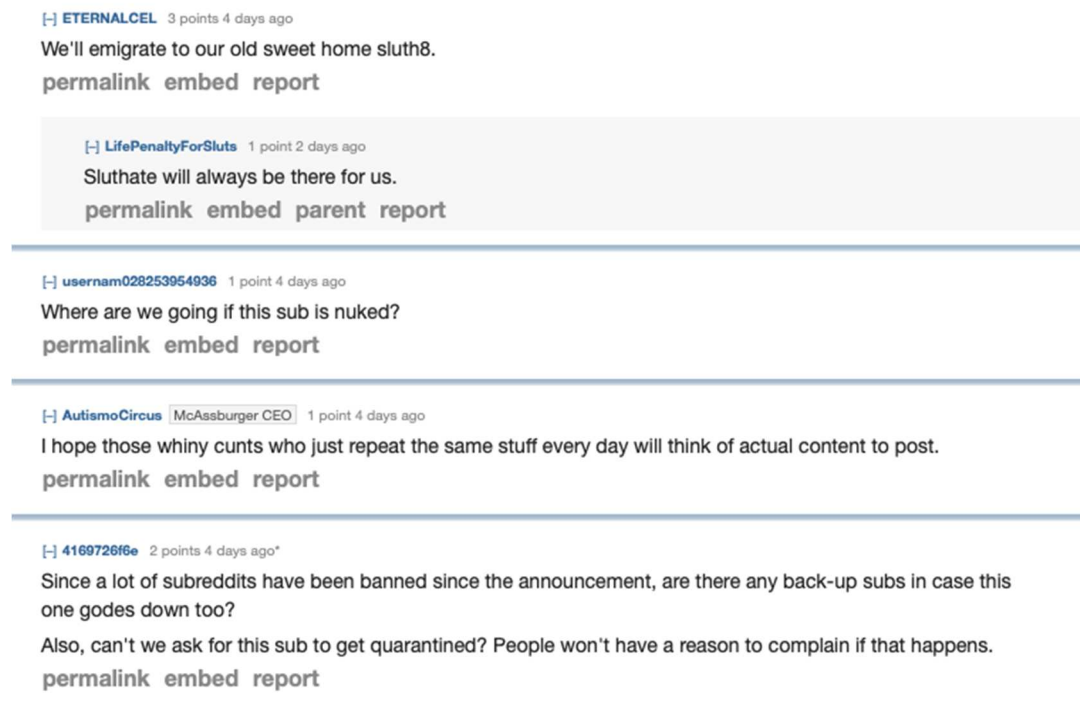 [–] ETERNALCEL 3 points 4 days ago
We'll emigrate to our old sweet home sluth8.
permalink embed report
[–] LifePenaltyForSluts 1 point 2 days ago
Sluthate will always be there for us.
permalink embed parent report
[–] usernam028253954936 1 point 4 days ago
Where are we going if this sub is nuked?
permalink embed report
[–] AutismoCircus McAssburger CEO 1 point 4 days ago
I hope those whiny cunts who just repeat the same stuff every day will think of actual content to post.
permalink embed report
[–] 4169726f6e 2 points 4 days ago*
Since a lot of subreddits have been banned since the announcement, are there any back-up subs in case this
one godes down too?
Also, can't we ask for this sub to get quarantined? People won't have a reason to complain if that happens.
permalink embed report